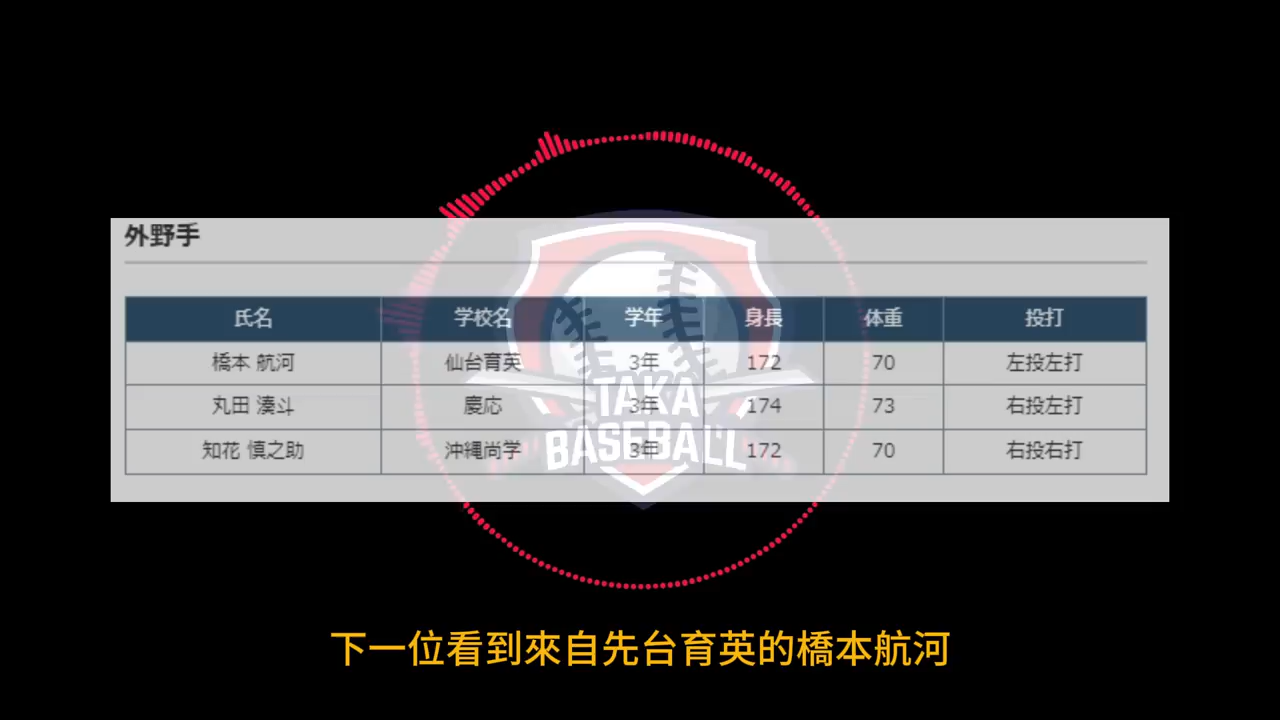 外野手
氏名 学校名 学年 身長 体重 投打
橋本 航河 仙台育英 3年 172 70 左投左打
丸田 湊斗 慶応 3年 174 73 右投左打
知花 慎之助 沖縄尚学 3年 172 70 右投右打
TAKA
BASEBALL
下一位看到來自先台育英的橋本航河